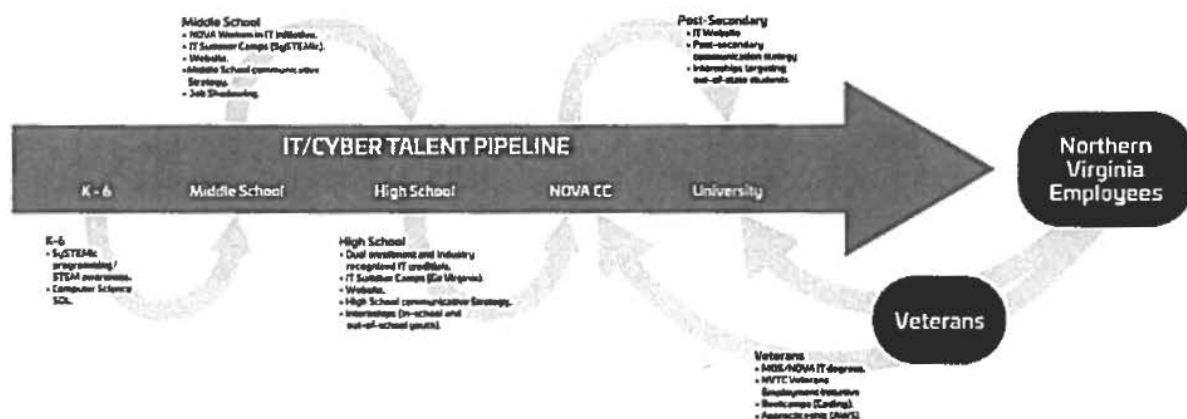 Middle School
• NOVA Women in IT Initiative.
• IT Summer Camps (SySTEMic).
• Website.
• Middle School communicative
Strategy.
• Job Shadowing.
Post-Secondary
• IT Website
• Post-secondary
communication strategy
• Internships targeting
out-of-state students
IT/CYBER TALENT PIPELINE
K - 6
Middle School
High School
NOVA CC
University
Northern
Virginia
Employees
K-6
• SySTEMic
programming/
STEM awareness.
• Computer Science
SOL.
High School
• Dual enrollment and industry
recognized IT
• IT Summer Camps (Go Virginia).
• Website.
• High School communicative Strategy.
• Internships (in-school and
out-of-school youth).
Veterans
Veterans
• MOS/NOVA IT degrees.
• NVTC Veterans
Employment Initiative
• Bootcamps (Coding).
• Apprenticeship (AWS).